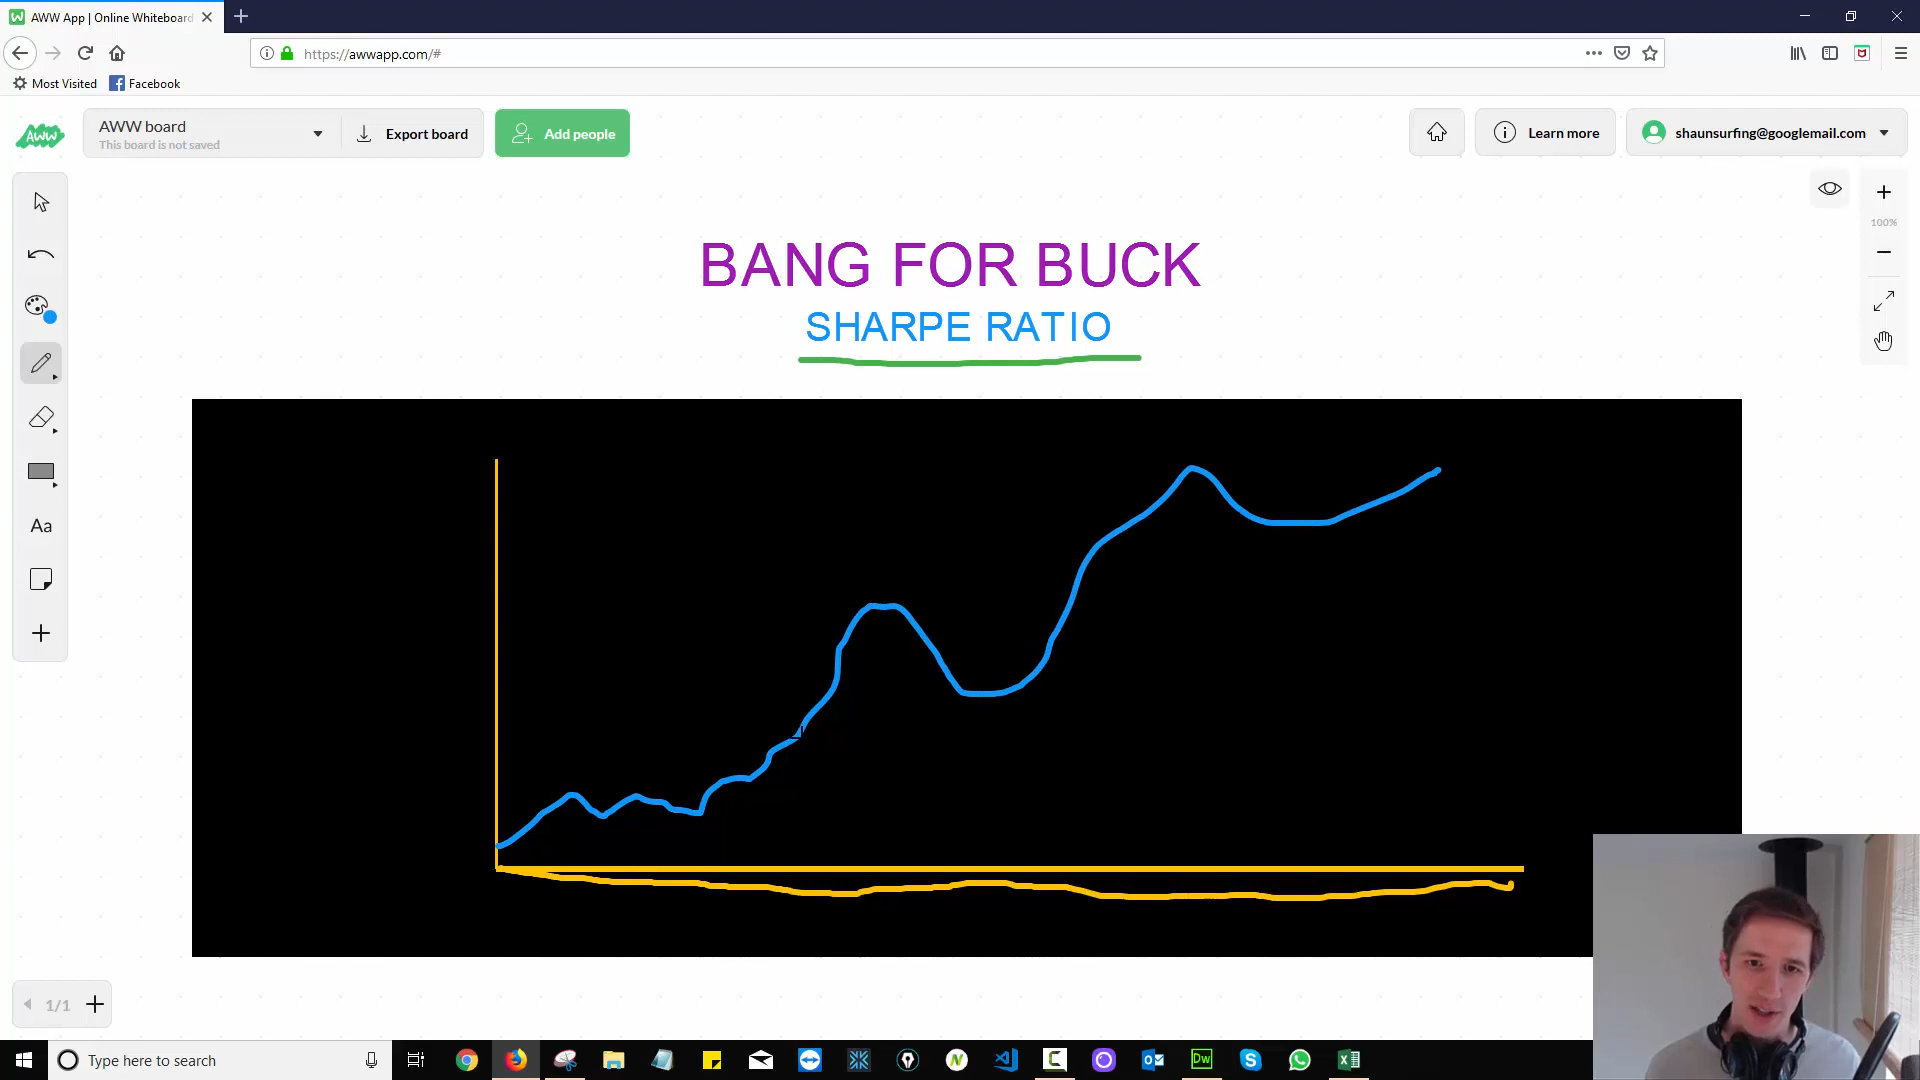 AWW App | Online Whiteboard
https://awwapp.com/#
Most Visited
Facebook
AWW
AWW board
This board is not saved
Export board
Add people
Learn more
shaunsurfing@googlemail.com
100%
BANG FOR BUCK
SHARPE RATIO
Aa
1/1
Type here to search
N
C
Dw